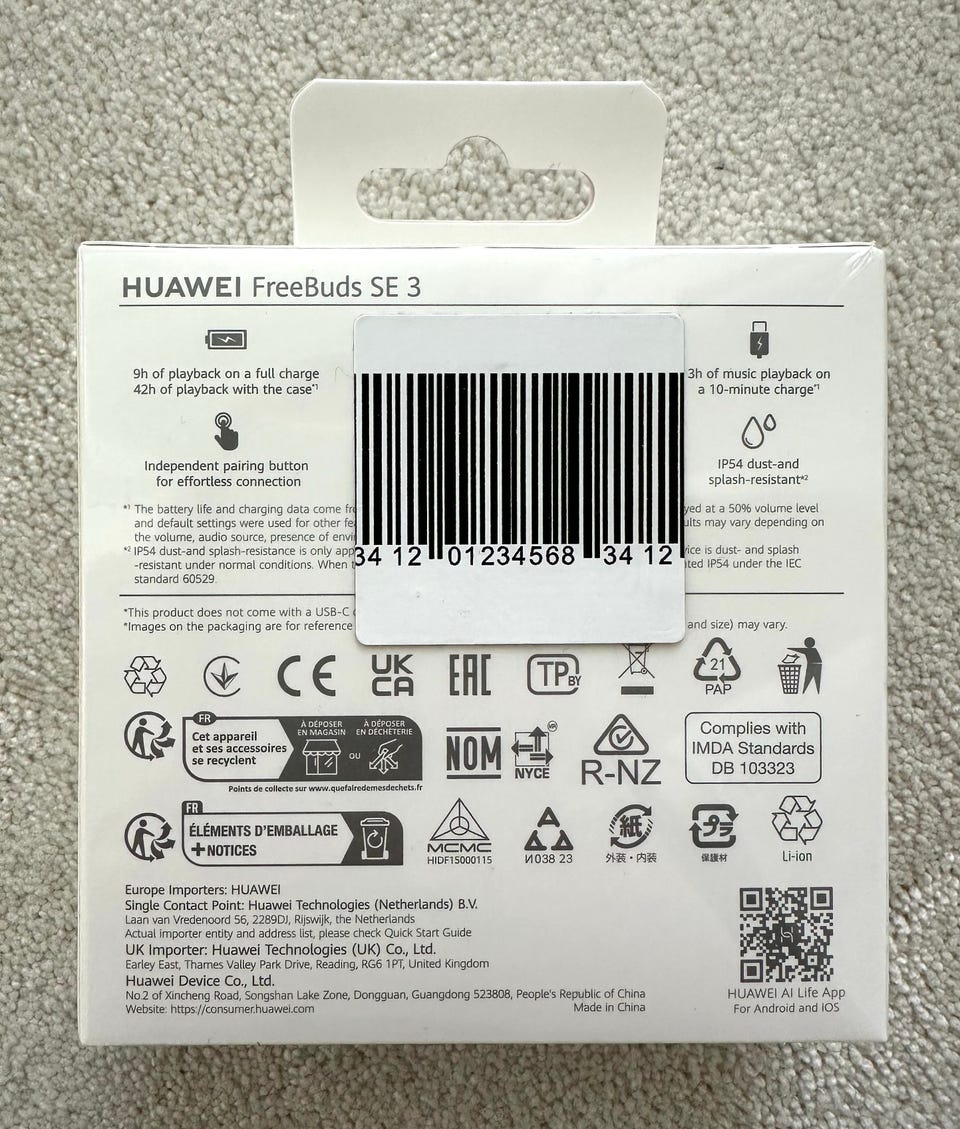 HUAWEI FreeBuds SE 3
9h of playback on a full charge
42h of playback with the case*1
3h of music playback on
a 10-minute charge*1
Independent pairing button
for effortless connection
IP54 dust-and
splash-resistant*2
34 12 01234568 34 12
*1 The battery life and charging data come
yed at a 50% volume level
and default settings were used for other
ults may vary depending on
the volume, audio source, presence of
*2 IP54 dust-and splash-resistance is only
ice is dust- and splash
-resistant under normal conditions. When
ted IP54 under the IEC
standard 60529.
*This product does not come with a USB-C
*Images on the packaging are for reference
and size) may vary.
CE
UK
CA
EAC
TP BY
21
PAP
FR
Cet appareil
et ses accessoires
se recyclent
À DÉPOSER
EN MAGASIN
OU
À DÉPOSER
EN DÉCHÈTERIE
Points de collecte sur www.quefairedemesdechets.fr
NOM
NYCE
R-NZ
Complies with
IMDA Standards
DB 103323
FR
ÉLÉMENTS D'EMBALLAGE
+NOTICES
MCMC
HIDF15000115
И038 23
紙
外装・内装
プラ
保護材
Li-ion
Europe Importers: HUAWEI
Single Contact Point: Huawei Technologies (Netherlands) B.V.
Laan van Vredenoord 56, 2289DJ, Rijswijk, the Netherlands
Actual importer entity and address list, please check Quick Start Guide
UK Importer: Huawei Technologies (UK) Co., Ltd.
Earley East, Thames Valley Park Drive, Reading, RG6 1PT, United Kingdom
Huawei Device Co., Ltd.
No.2 of Xincheng Road, Songshan Lake Zone, Dongguan, Guangdong 523808, People's Republic of China
Website: https://consumer.huawei.com
Made in China
HUAWEI AI Life App
For Android and iOS